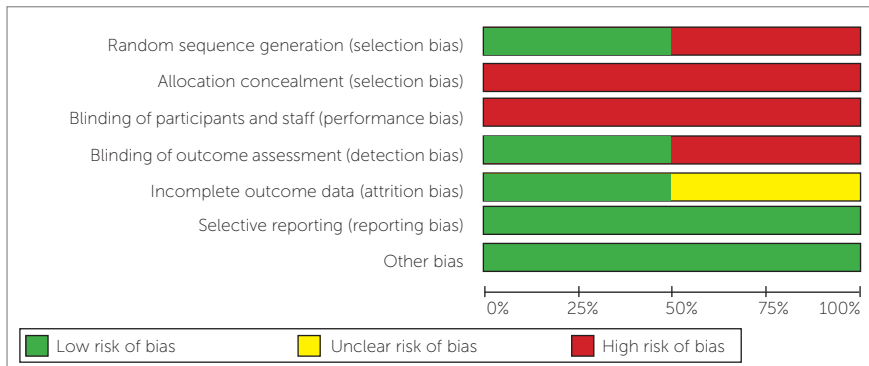 Random sequence generation (selection bias)
Allocation concealment (selection bias)
Blinding of participants and staff (performance bias)
Blinding of outcome assessment (detection bias)
Incomplete outcome data (attrition bias)
Selective reporting (reporting bias)
Other bias
0% 25% 50% 75% 100%
Low risk of bias Unclear risk of bias High risk of bias